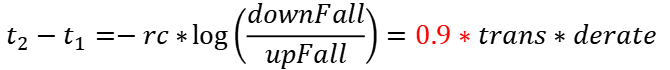 t₂ − t₁ =− rc ∗ log (downFall / upFall) = 0.9 ∗ trans ∗ derate